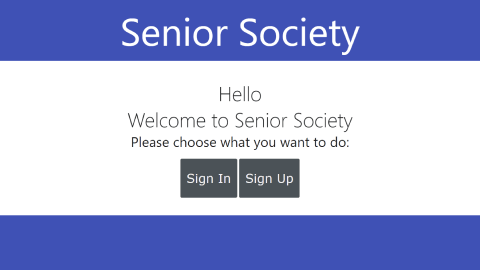 Senior Society
Hello
Welcome to Senior Society
Please choose what you want to do:
Sign In Sign Up